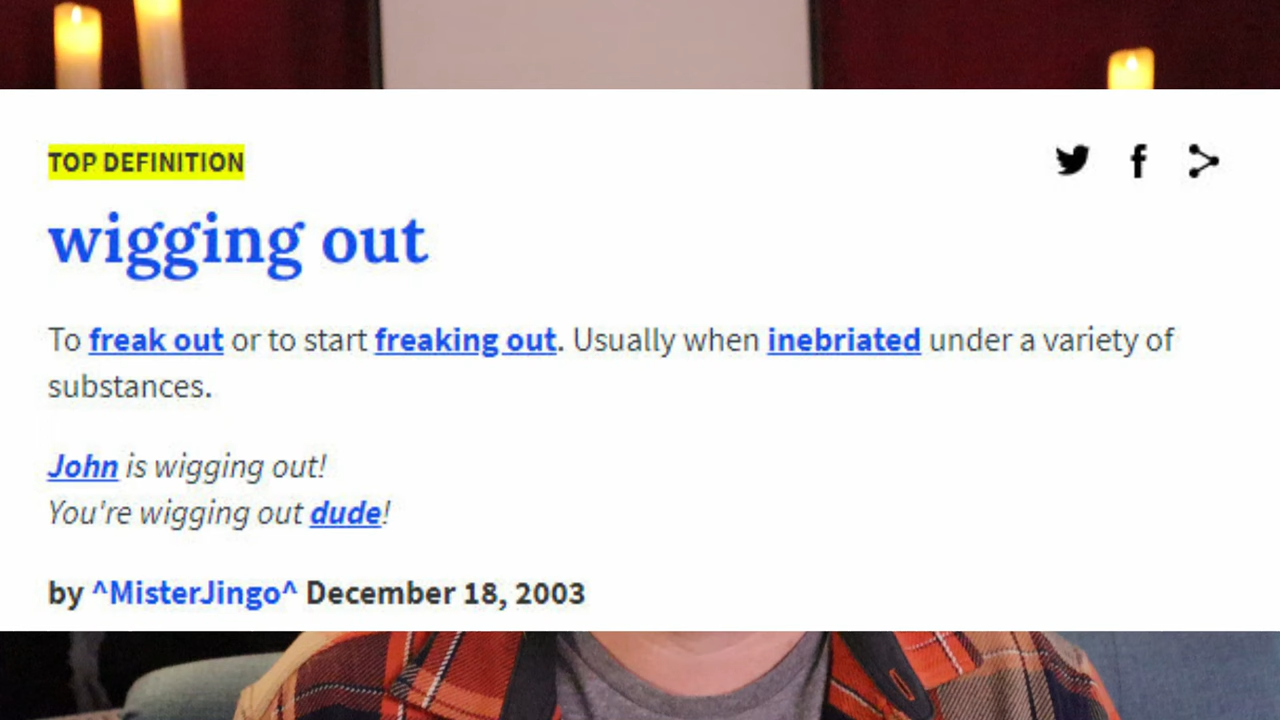 TOP DEFINITION
wigging out
To freak out or to start freaking out. Usually when inebriated under a variety of
substances.
John is wigging out!
You're wigging out dude!
by ^MisterJingo^ December 18, 2003